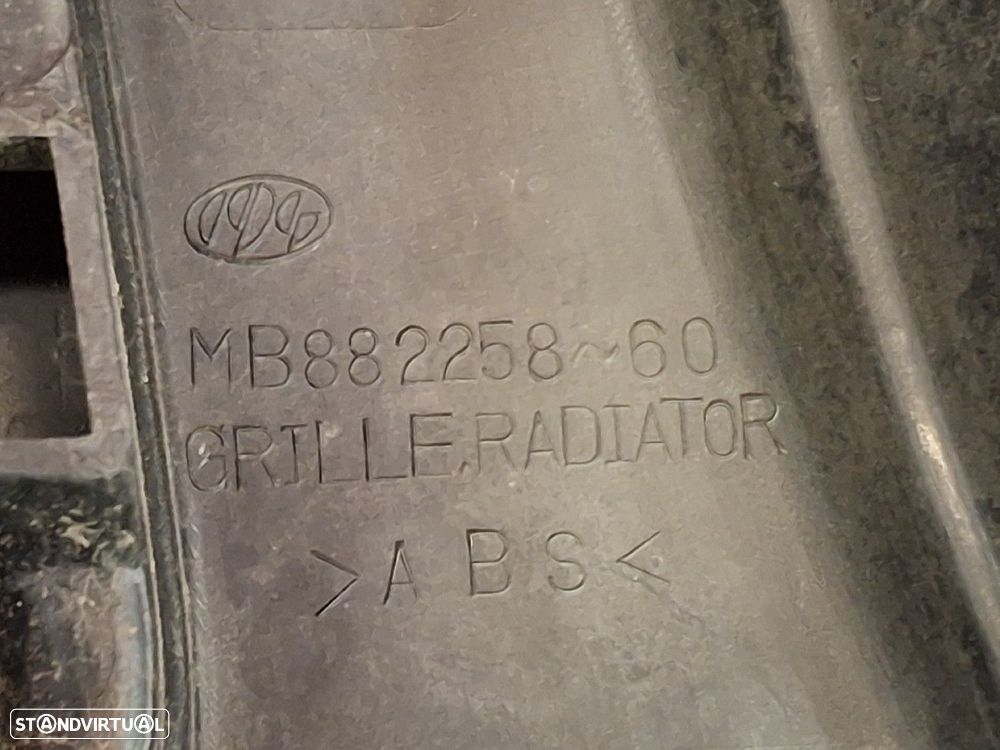 MB882258~60
GRILLE.RADIATOR
>ABS<
STANDVIRTUAL